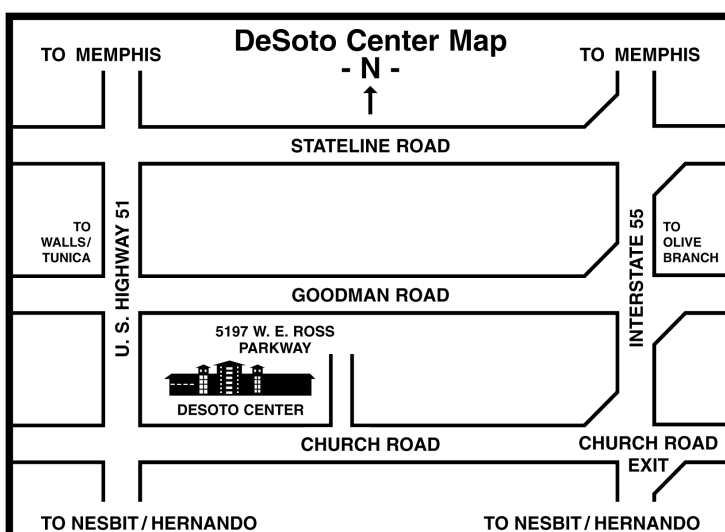 DeSoto Center Map
- N -
TO MEMPHIS
TO MEMPHIS
STATELINE ROAD
U. S. HIGHWAY 51
TO
WALLS/
TUNICA
INTERSTATE 55
TO
OLIVE
BRANCH
GOODMAN ROAD
5197 W. E. ROSS
PARKWAY
DESOTO CENTER
CHURCH ROAD
CHURCH ROAD
EXIT
TO NESBIT / HERNANDO
TO NESBIT / HERNANDO